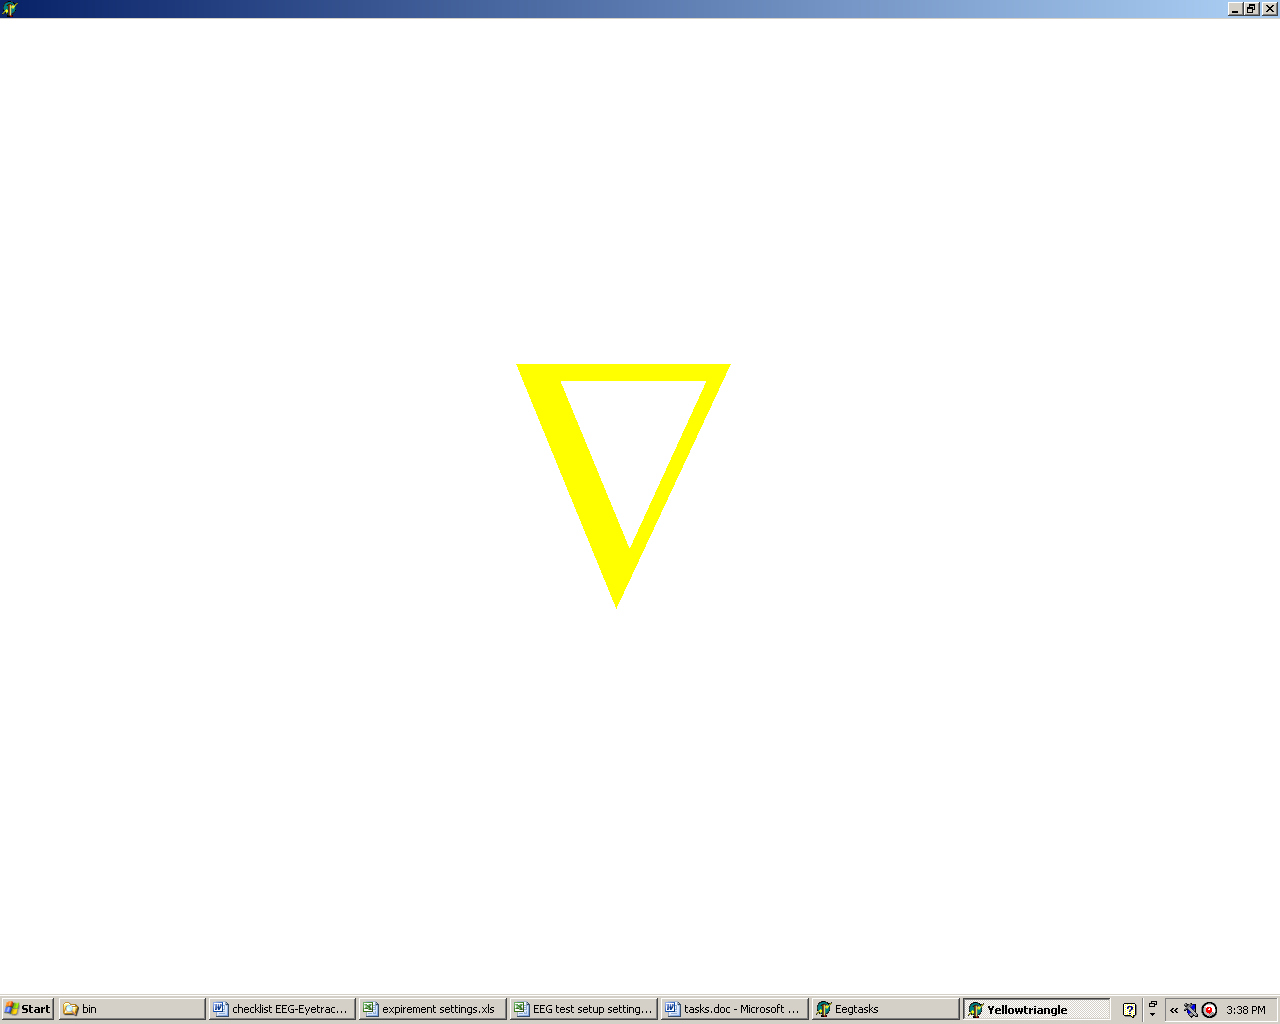 Start bin checklist EEG-Eyetrac... expirement settings.xls EEG test setup setting... tasks.doc - Microsoft ... Eegtasks Yellowtriangle 3:38 PM